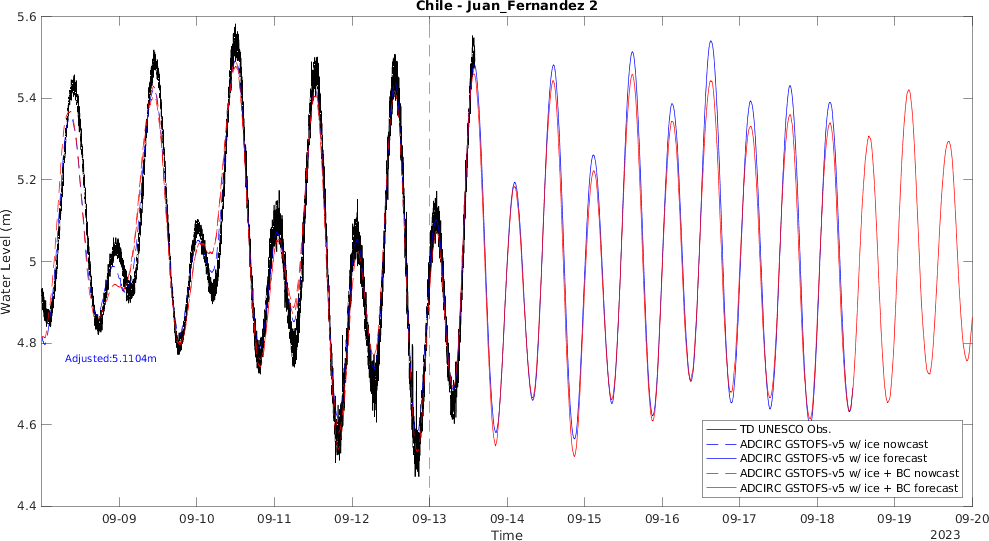 Chile - Juan_Fernandez 2
5.6
5.4
5.2
5
4.8
4.6
4.4
Water Level (m)
Adjusted:5.1104m
TD UNESCO Obs.
ADCIRC GSTOFS-v5 w/ ice nowcast
ADCIRC GSTOFS-v5 w/ ice forecast
ADCIRC GSTOFS-v5 w/ ice + BC nowcast
ADCIRC GSTOFS-v5 w/ ice + BC forecast
09-09 09-10 09-11 09-12 09-13 09-14 09-15 09-16 09-17 09-18 09-19 09-20
Time
2023